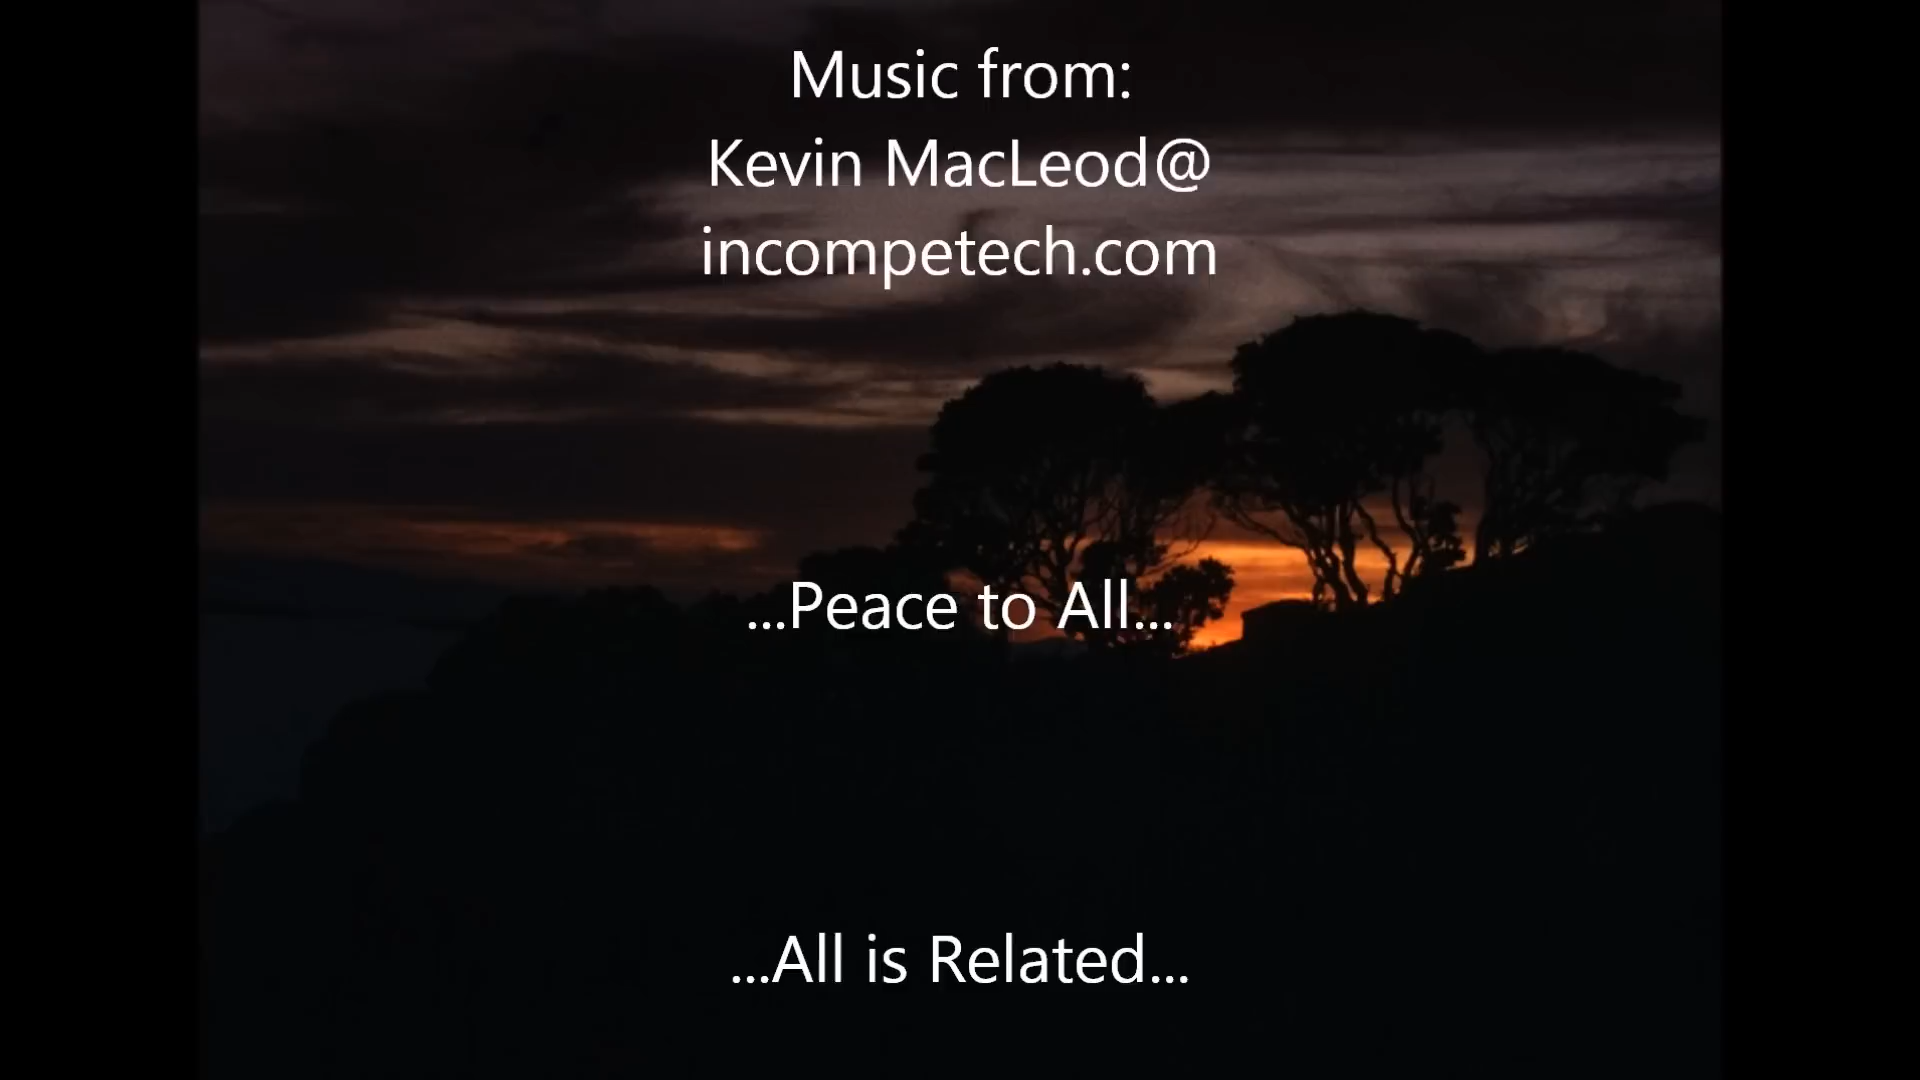 Music from:
Kevin MacLeod@
incompetech.com
...Peace to All...
...All is Related...